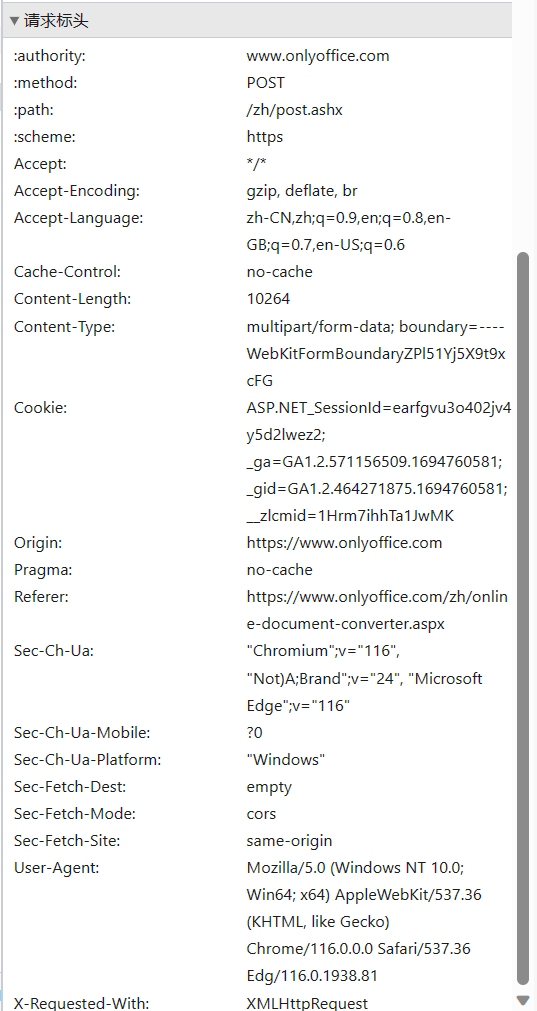 ▼ 请求标头
:authority: www.onlyoffice.com
:method: POST
:path: /zh/post.ashx
:scheme: https
Accept: */*
Accept-Encoding: gzip, deflate, br
Accept-Language: zh-CN,zh;q=0.9,en;q=0.8,en-
GB;q=0.7,en-US;q=0.6
Cache-Control: no-cache
Content-Length: 10264
Content-Type: multipart/form-data; boundary=----
WebKitFormBoundaryZPl51Yj5X9t9x
cFG
Cookie: ASP.NET_SessionId=earfgvu3o402jv4
y5d2lwez2;
_ga=GA1.2.571156509.1694760581;
_gid=GA1.2.464271875.1694760581;
__zlcmid=1Hrm7ihhTa1JwMK
Origin: https://www.onlyoffice.com
Pragma: no-cache
Referer: https://www.onlyoffice.com/zh/onlin
e-document-converter.aspx
Sec-Ch-Ua: "Chromium";v="116",
"Not)A;Brand";v="24", "Microsoft
Edge";v="116"
Sec-Ch-Ua-Mobile: ?0
Sec-Ch-Ua-Platform: "Windows"
Sec-Fetch-Dest: empty
Sec-Fetch-Mode: cors
Sec-Fetch-Site: same-origin
User-Agent: Mozilla/5.0 (Windows NT 10.0;
Win64; x64) AppleWebKit/537.36
(KHTML, like Gecko)
Chrome/116.0.0.0 Safari/537.36
Edg/116.0.1938.81
X-Requested-With: XMLHttpRequest